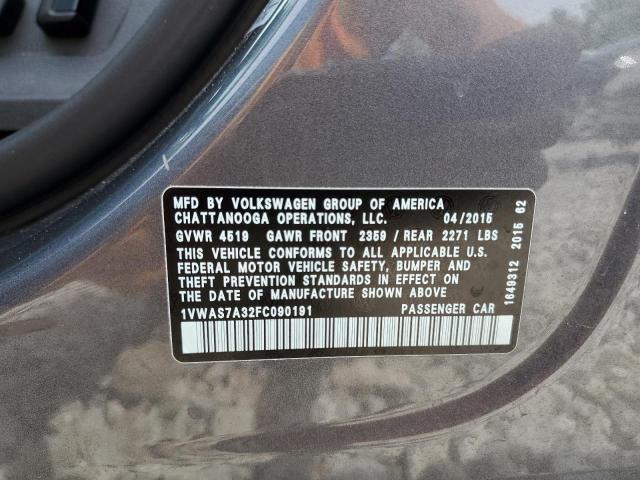 MFD BY VOLKSWAGEN GROUP OF AMERICA
CHATTANOOGA OPERATIONS, LLC. 04/2015
GVWR 4519 GAWR FRONT 2359 / REAR 2271 LBS
THIS VEHICLE CONFORMS TO ALL APPLICABLE U.S.
FEDERAL MOTOR VEHICLE SAFETY, BUMPER AND
THEFT PREVENTION STANDARDS IN EFFECT ON
THE DATE OF MANUFACTURE SHOWN ABOVE
1VWAS7A32FC090191 PASSENGER CAR
1649312 2015 62